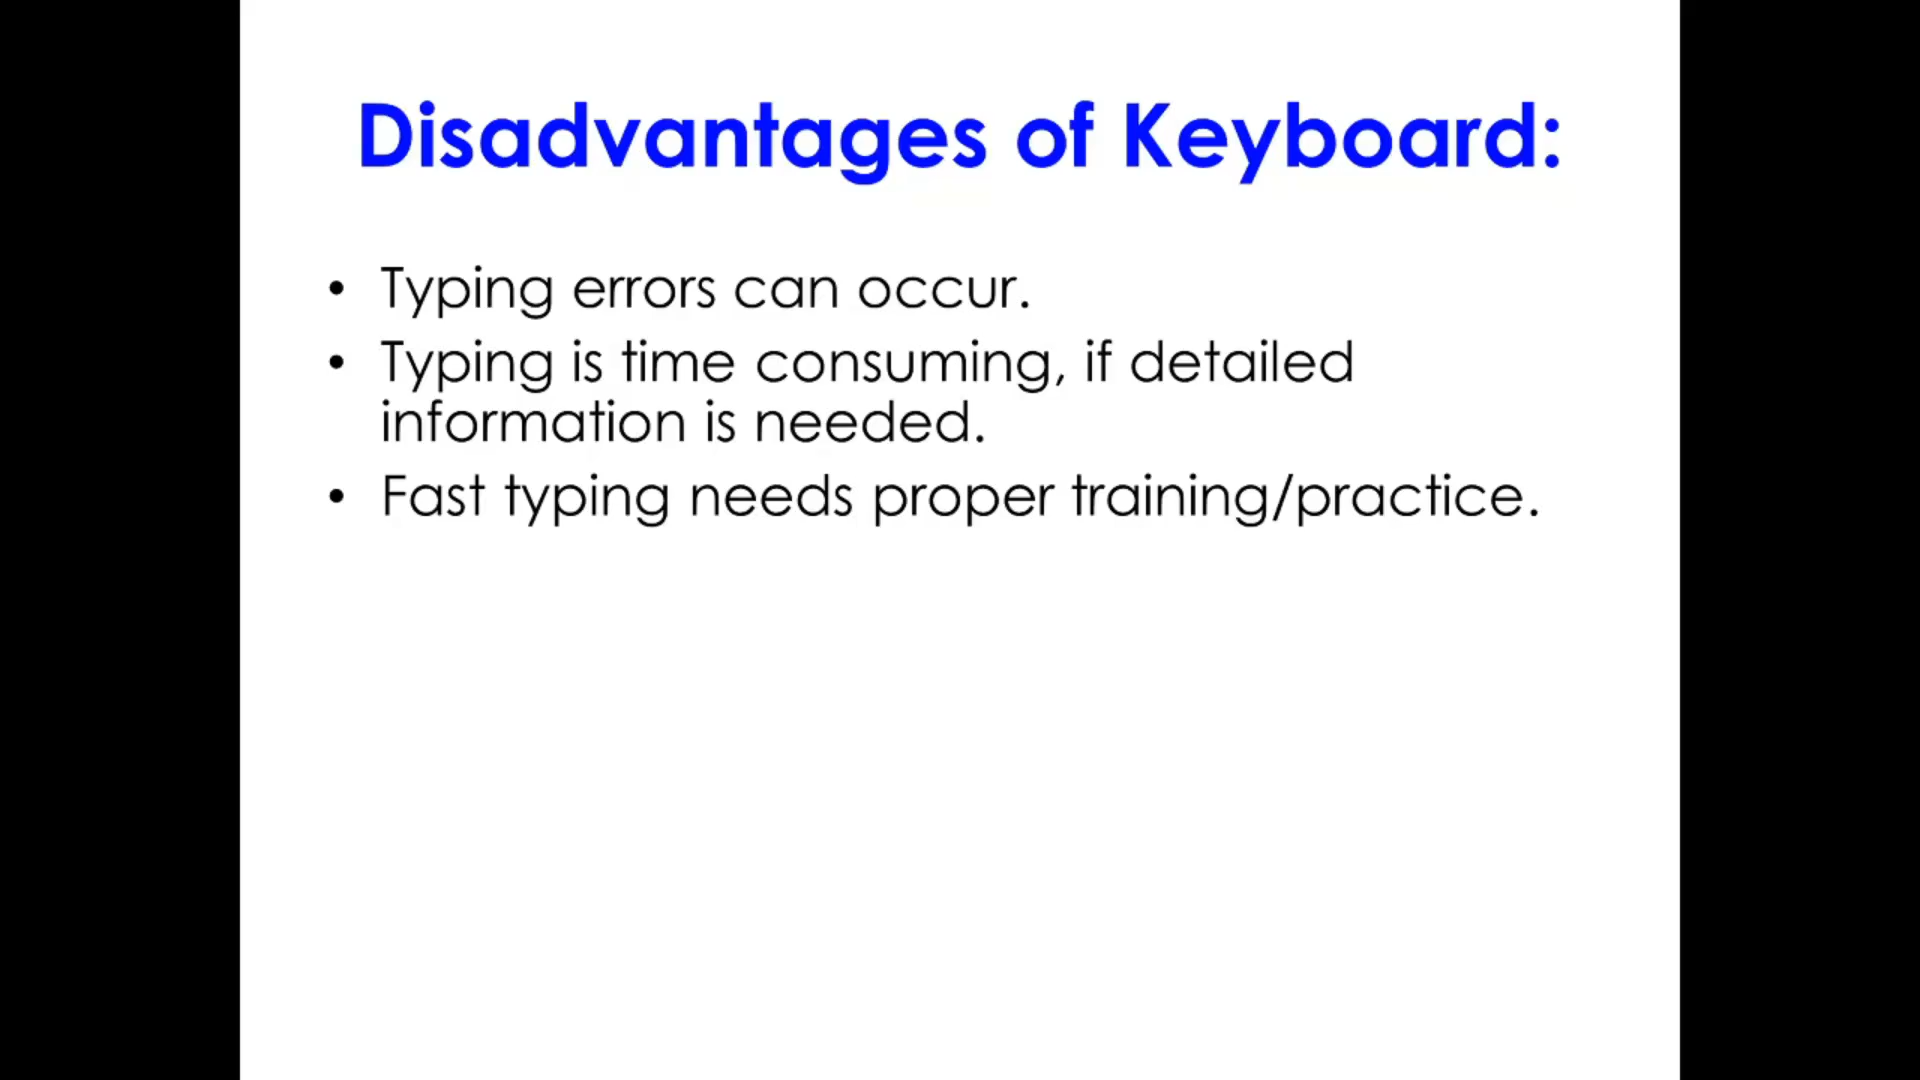 Disadvantages of Keyboard:
• Typing errors can occur.
• Typing is time consuming, if detailed
information is needed.
• Fast typing needs proper training/practice.